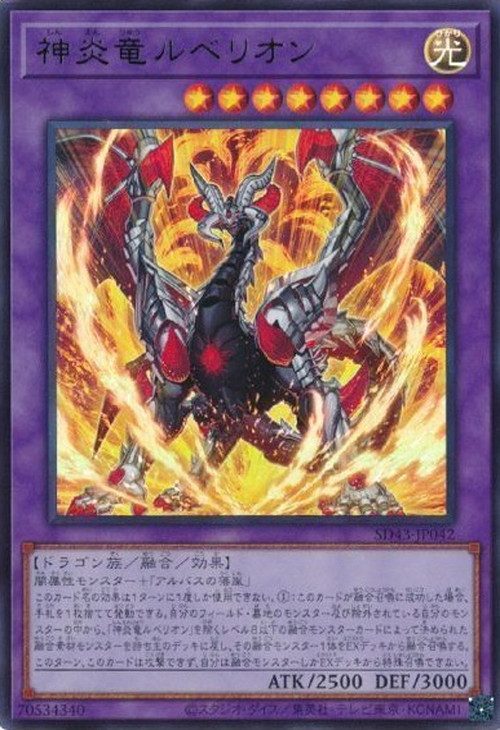 神炎竜ルベリオン
光
SD43-JP042
【ドラゴン族／融合／効果】
闇属性モンスター＋「アルバスの落胤」
このカード名の効果は1ターンに1度しか使用できない。①：このカードが融合召喚に成功した場合、
手札を1枚捨てて発動できる。自分のフィールド・墓地のモンスター及び除外されている自分のモン
スターの中から、「神炎竜ルベリオン」を除くレベル8以下の融合モンスターカードによって決められた
融合素材モンスターを持ち主のデッキに戻し、その融合モンスター1体をEXデッキから融合召喚する。
このターン、このカードは攻撃できず、自分は融合モンスターしかEXデッキから特殊召喚できない。
ATK/2500 DEF/3000
70534340 ©スタジオ・ダイス／集英社・テレビ東京・KONAMI